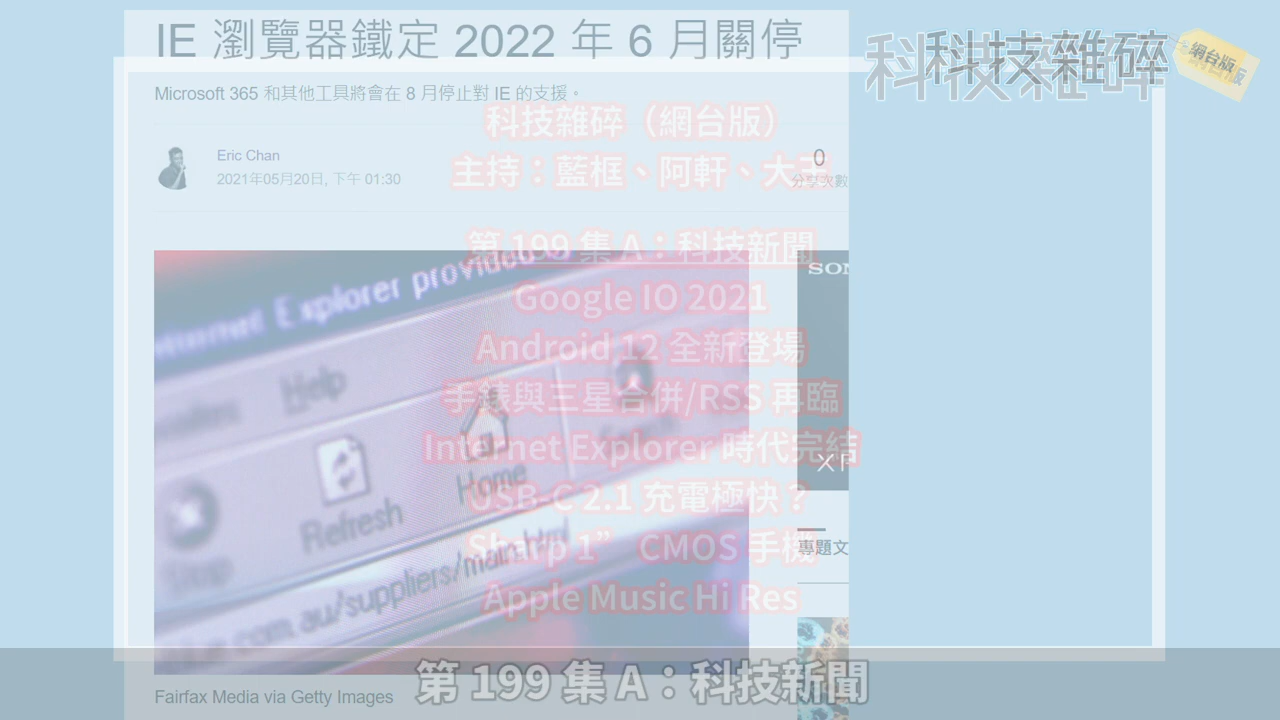 IE 瀏覽器鐵定 2022 年 6 月關停
科技雜碎
網台版
Microsoft 365 和其他工具將會在 8 月停止對 IE 的支援。
科技雜碎（網台版）
Eric Chan
2021年05月20日, 下午 01:30
0
分享次數
主持：藍框、阿軒、大子
第 199 集 A：科技新聞
Google IO 2021
Android 12 全新登場
手錶與三星合併/RSS 再臨
Internet Explorer 時代完結
USB-C 2.1 充電極快？
Sharp 1” CMOS 手機
Apple Music Hi Res
Internet Explorer provided
Help
Refresh
Home
Stop
.com.au/suppliers/main.html
SON
專題文
Fairfax Media via Getty Images
第 199 集 A：科技新聞